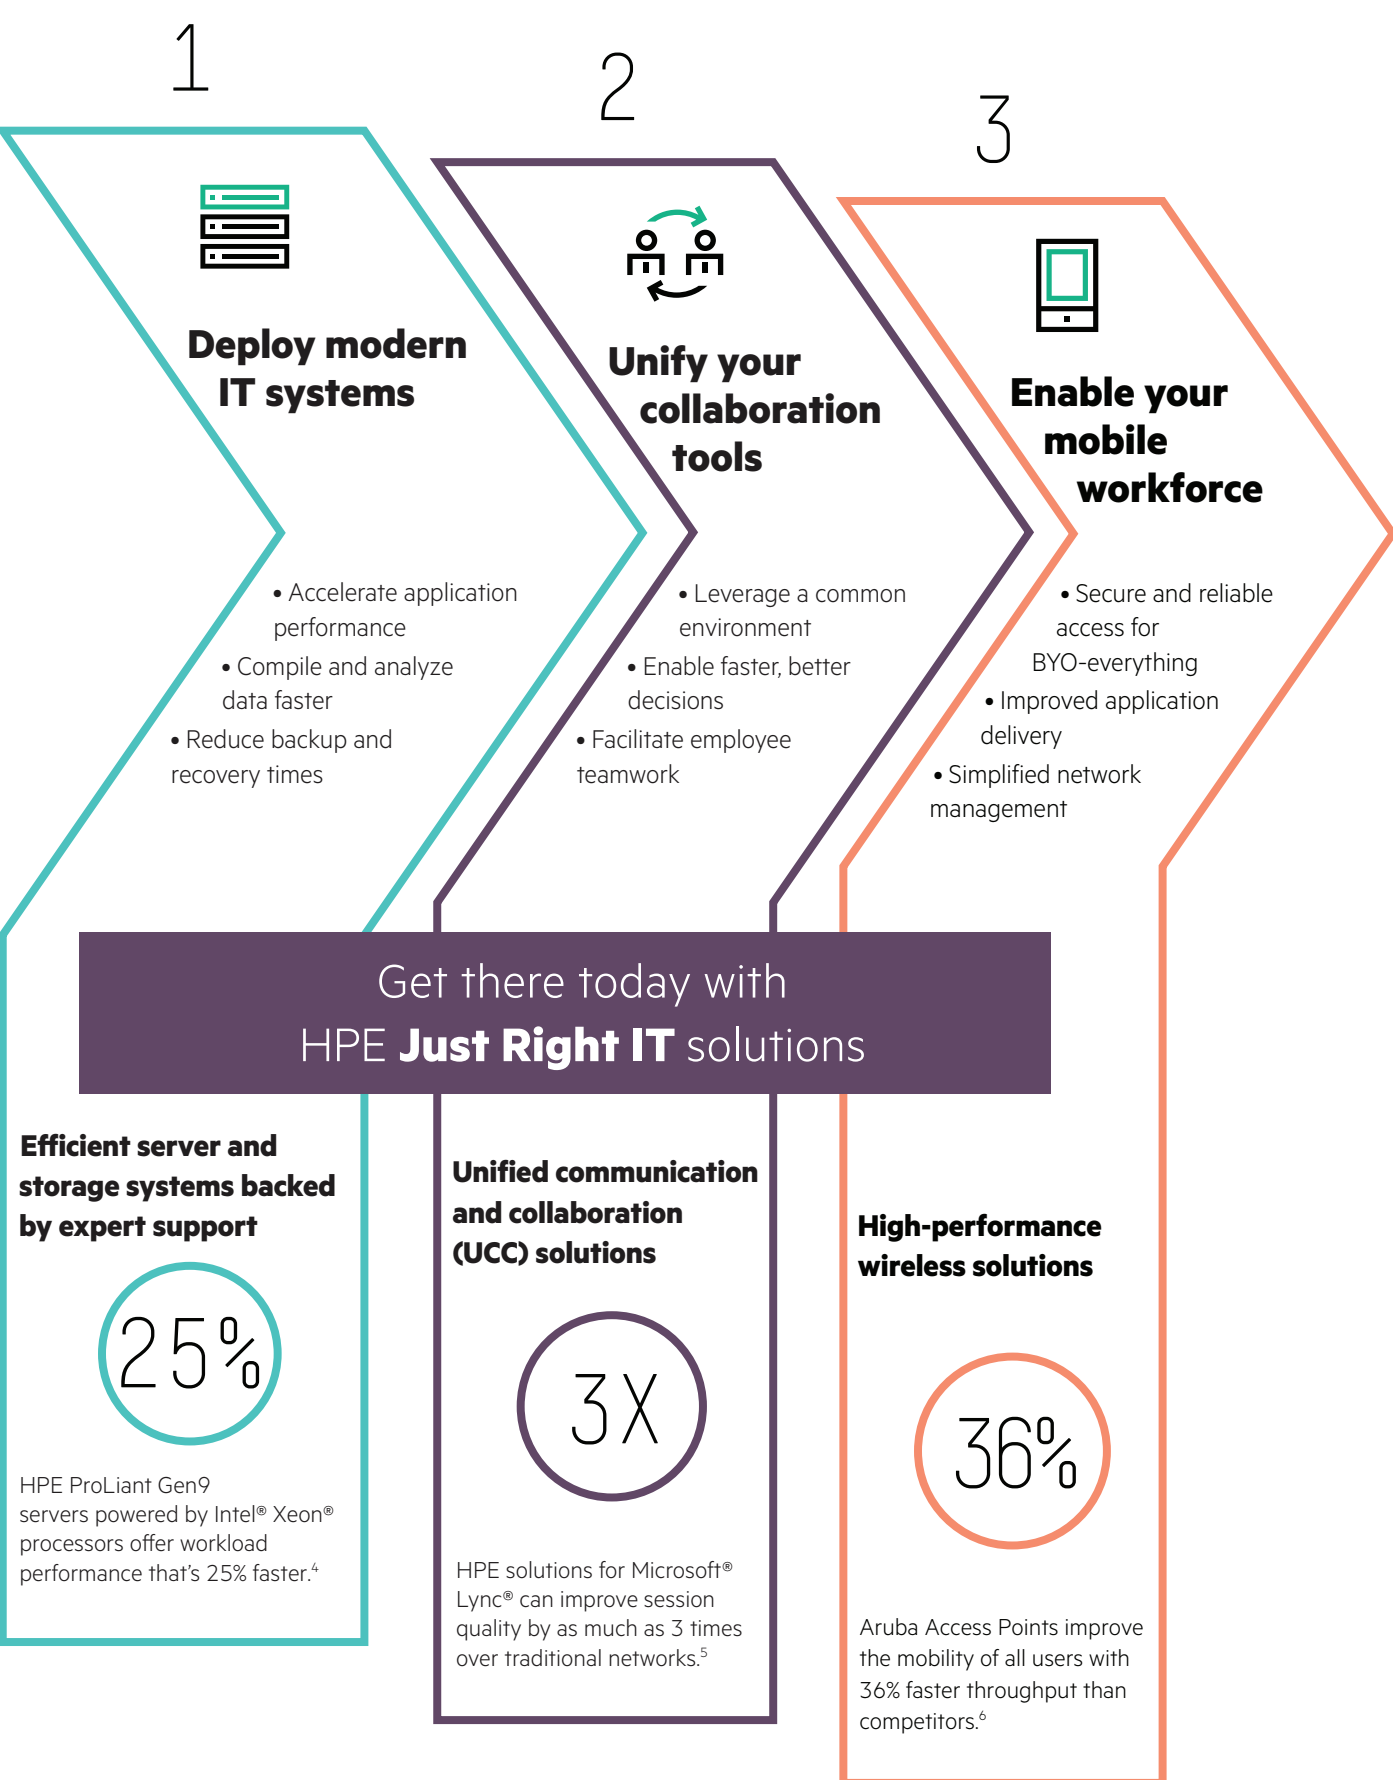 1
Deploy modern
IT systems
• Accelerate application
performance
• Compile and analyze
data faster
• Reduce backup and
recovery times
2
Unify your
collaboration
tools
• Leverage a common
environment
• Enable faster, better
decisions
• Facilitate employee
teamwork
3
Enable your
mobile
workforce
• Secure and reliable
access for
BYO-everything
• Improved application
delivery
• Simplified network
management
Get there today with
HPE Just Right IT solutions
Efficient server and
storage systems backed
by expert support
25%
HPE ProLiant Gen9
servers powered by Intel® Xeon®
processors offer workload
performance that's 25% faster.⁴
Unified communication
and collaboration
(UCC) solutions
3X
HPE solutions for Microsoft®
Lync® can improve session
quality by as much as 3 times
over traditional networks.⁵
High-performance
wireless solutions
36%
Aruba Access Points improve
the mobility of all users with
36% faster throughput than
competitors.⁶